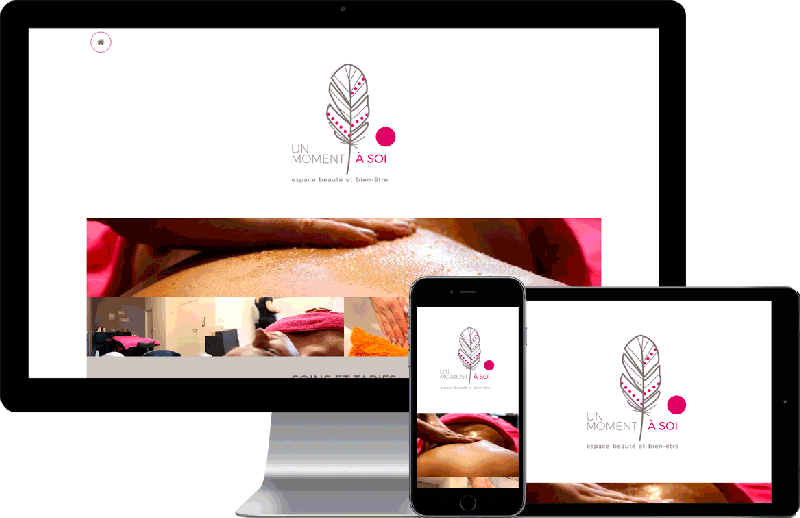 UN
MOMENT À SOI
espace beauté et bien-être
SOINS ET TARIFS
UN
MOMENT À SOI
espace beauté et bien-être
UN
MOMENT À SOI
espace beauté et bien-être